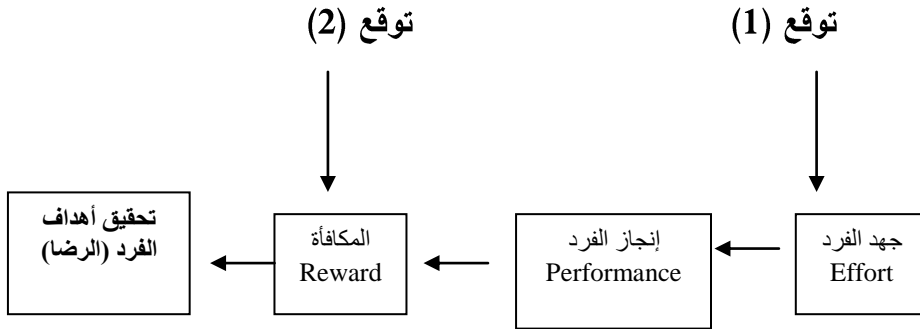 توقع (1)
توقع (2)
جهد الفرد
Effort
إنجاز الفرد
Performance
المكافأة
Reward
تحقيق أهداف
الفرد (الرضا)